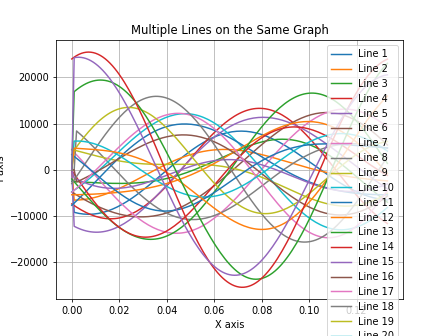 Multiple Lines on the Same Graph
20000
10000
0
−10000
−20000
0.00 0.02 0.04 0.06 0.08 0.10
X axis
Line 1
Line 2
Line 3
Line 4
Line 5
Line 6
Line 7
Line 8
Line 9
Line 10
Line 11
Line 12
Line 13
Line 14
Line 15
Line 16
Line 17
Line 18
Line 19
Line 20